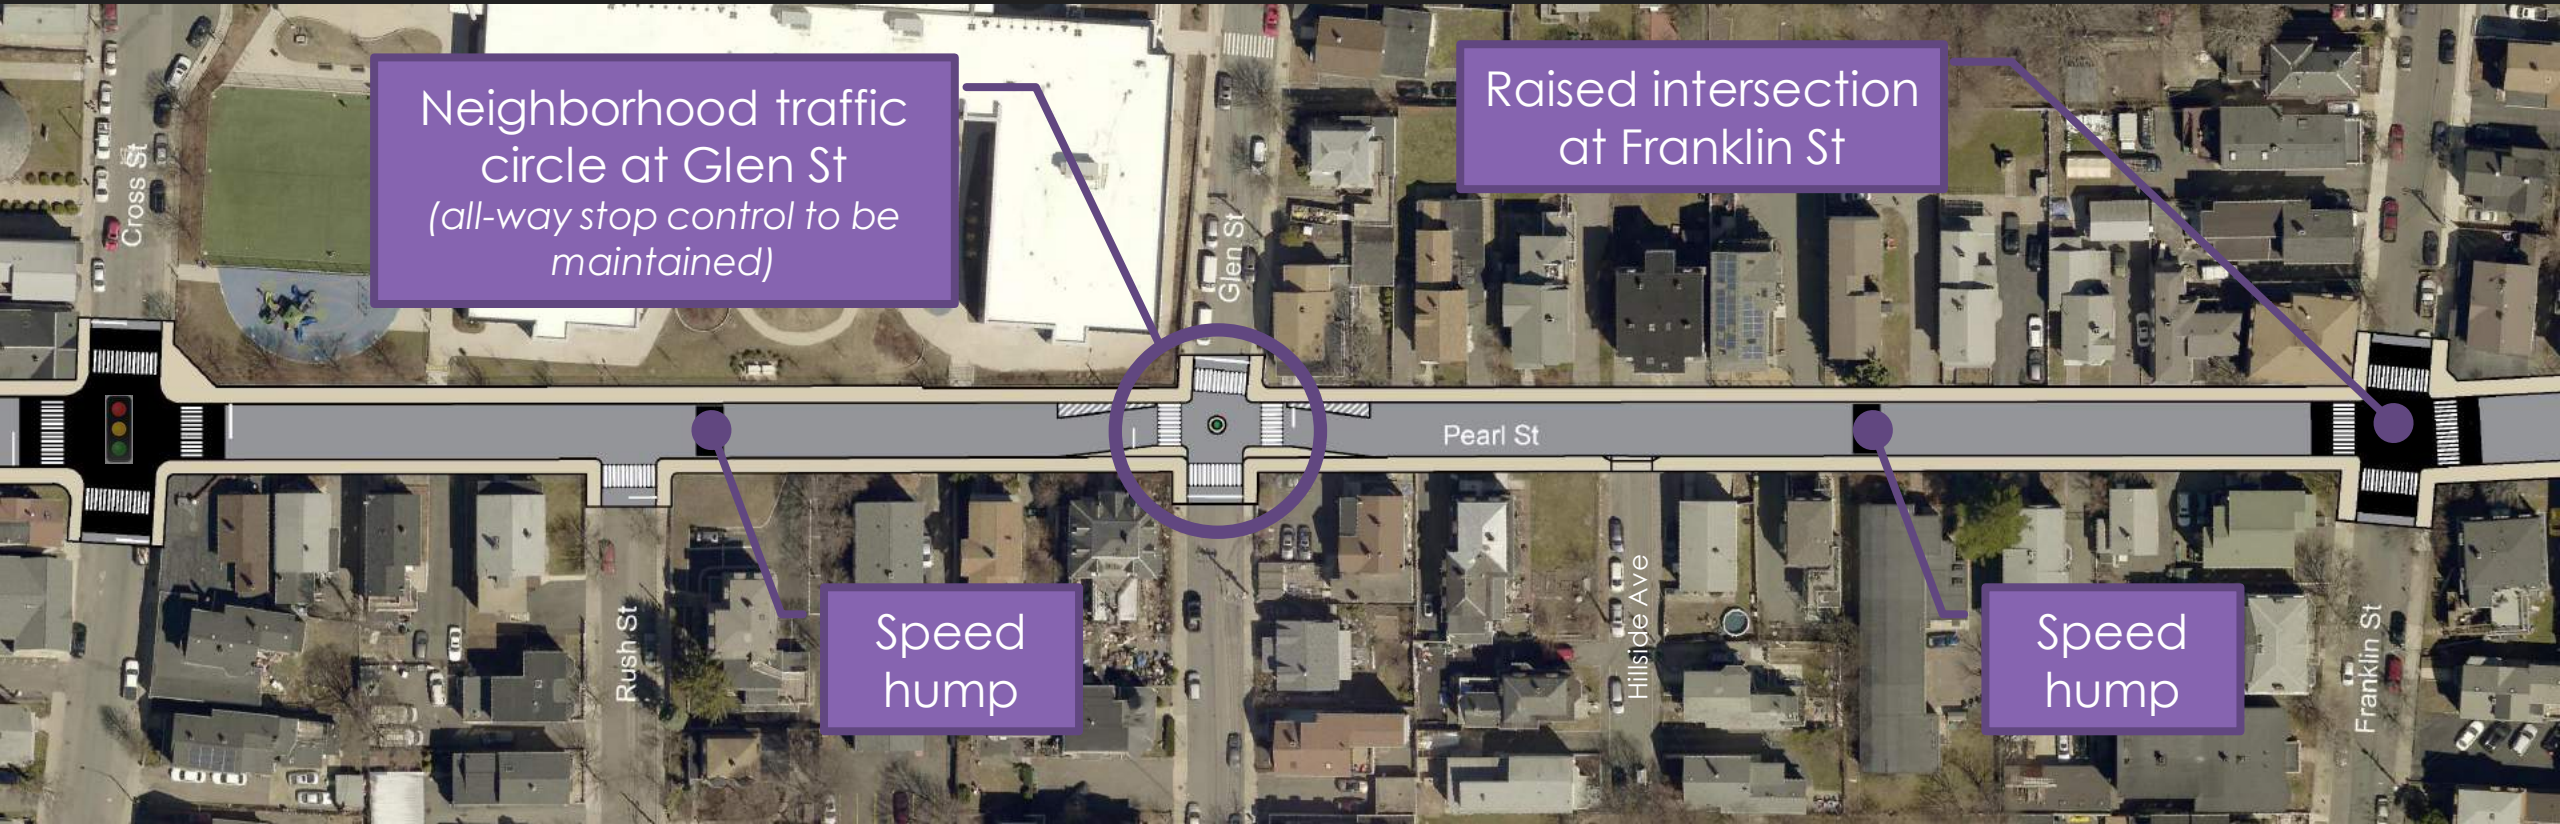 Neighborhood traffic
circle at Glen St
(all-way stop control to be
maintained)
Raised intersection
at Franklin St
Cross St
Glen St
Pearl St
Speed
hump
Rush St
Hillside Ave
Speed
hump
Franklin St